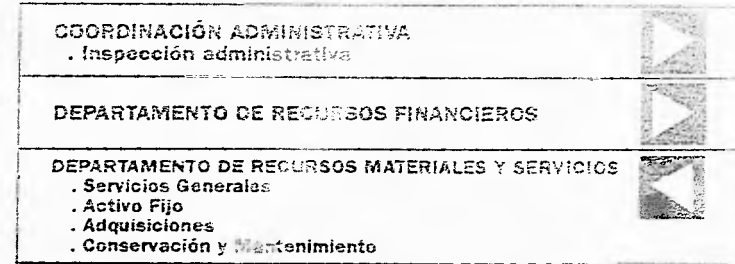 COORDINACIÓN ADMINISTRATIVA
. Inspección administrativa
DEPARTAMENTO DE RECURSOS FINANCIEROS
DEPARTAMENTO DE RECURSOS MATERIALES Y SERVICIOS
. Servicios Generales
. Activo Fijo
. Adquisiciones
. Conservación y Mantenimiento